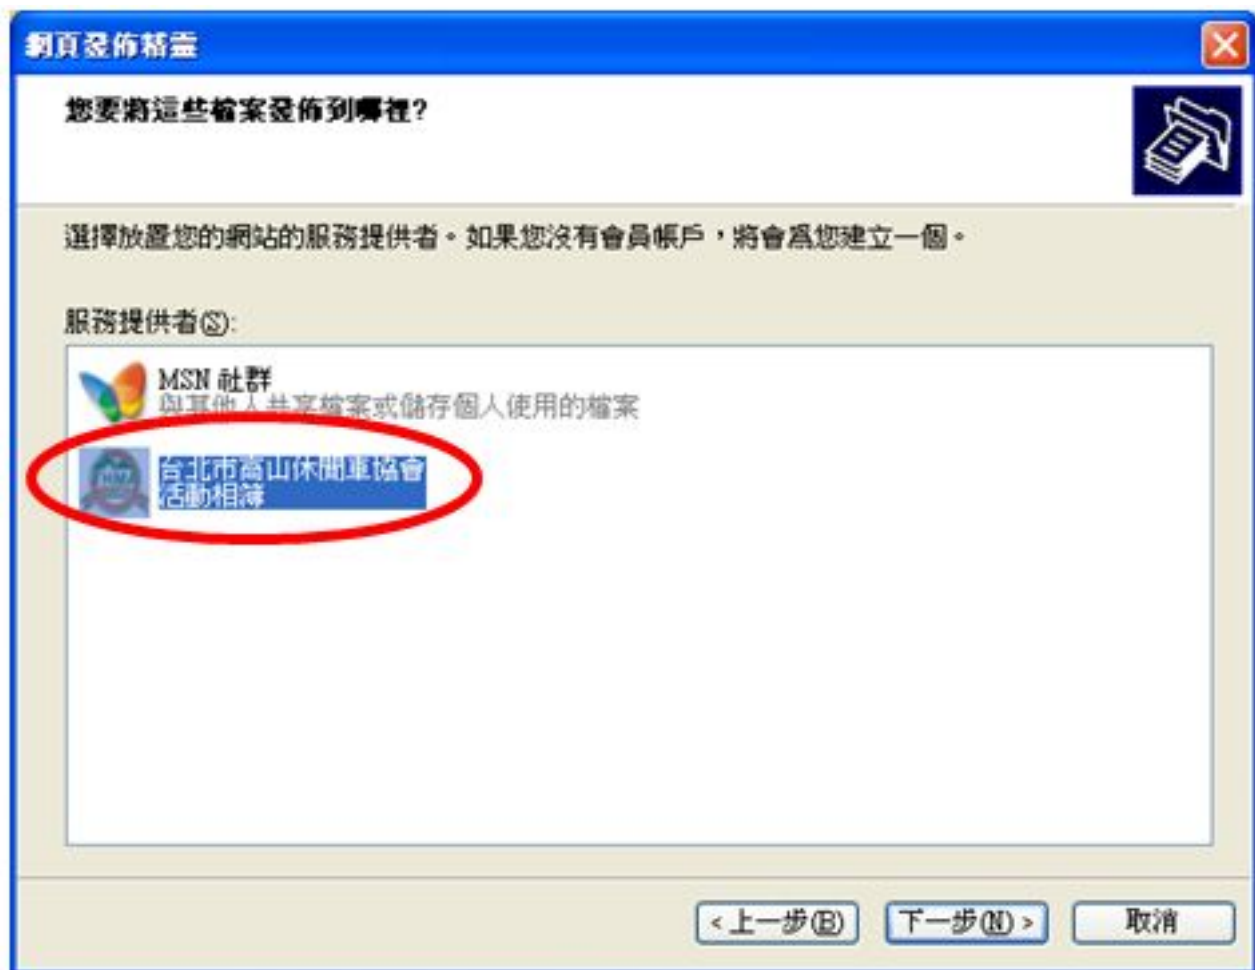 網頁發佈精靈
您要將這些檔案發佈到哪裡?
選擇放置您的網站的服務提供者。如果您沒有會員帳戶，將會為您建立一個。
服務提供者(S):
MSN 社群
與其他人共享檔案或儲存個人使用的檔案
台北市高山休閒車協會
活動相簿
<上一步(B)
下一步(N)>
取消